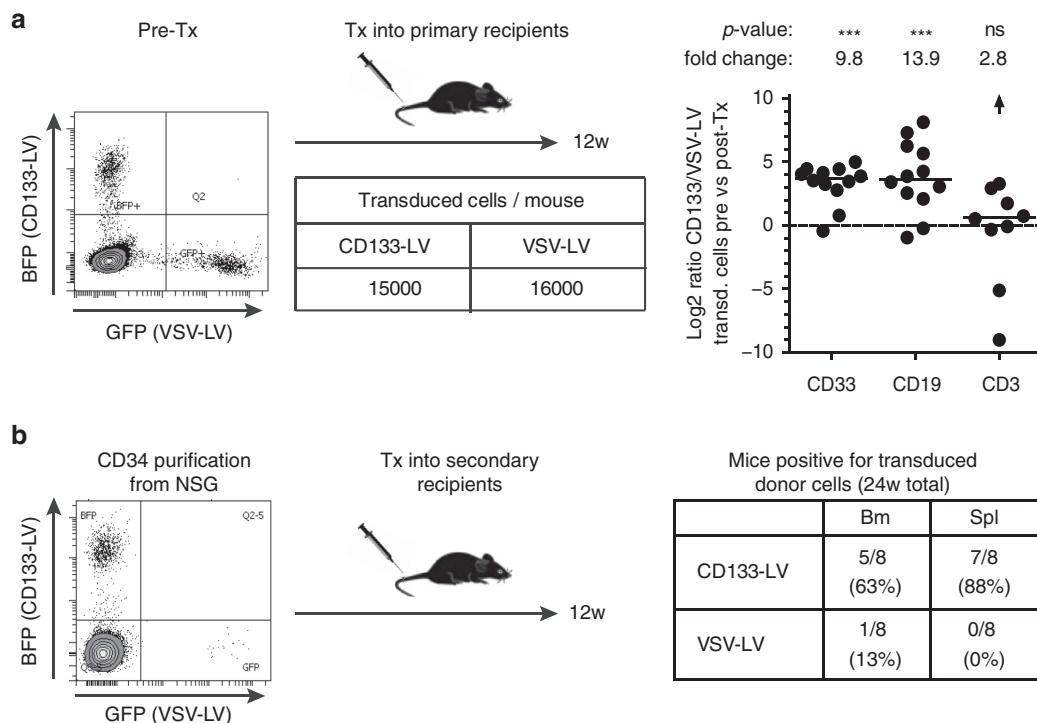 a
Pre-Tx
BFP (CD133-LV)
BFP+
Q2
GFP+
GFP (VSV-LV)
Tx into primary recipients
12w
Transduced cells / mouse
CD133-LV VSV-LV
15000 16000
p-value: *** *** ns
fold change: 9.8 13.9 2.8
Log2 ratio CD133/VSV-LV
transd. cells pre vs post-Tx
10
5
0
−5
−10
CD33 CD19 CD3
b
CD34 purification
from NSG
BFP (CD133-LV)
BFP
Q2-5
GFP
GFP (VSV-LV)
Tx into secondary
recipients
12w
Mice positive for transduced
donor cells (24w total)
Bm Spl
CD133-LV 5/8 (63%) 7/8 (88%)
VSV-LV 1/8 (13%) 0/8 (0%)